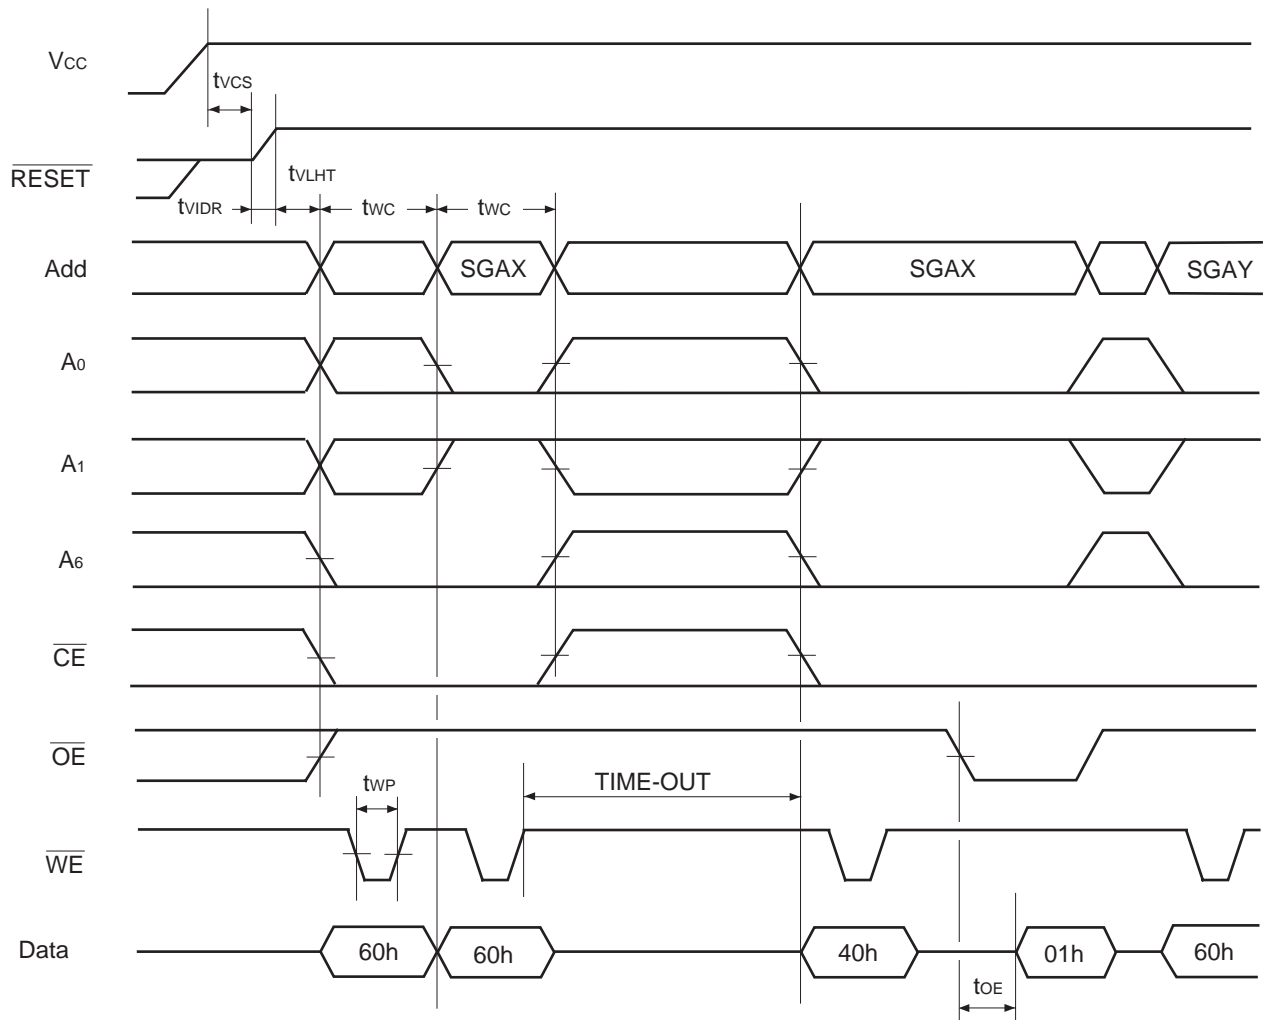 VCC
tVCS
RESET
tVLHT
tVIDR
tWC
tWC
Add
SGAX
SGAX
SGAY
A0
A1
A6
CE
OE
tWP
TIME-OUT
WE
Data
60h
60h
40h
01h
60h
tOE